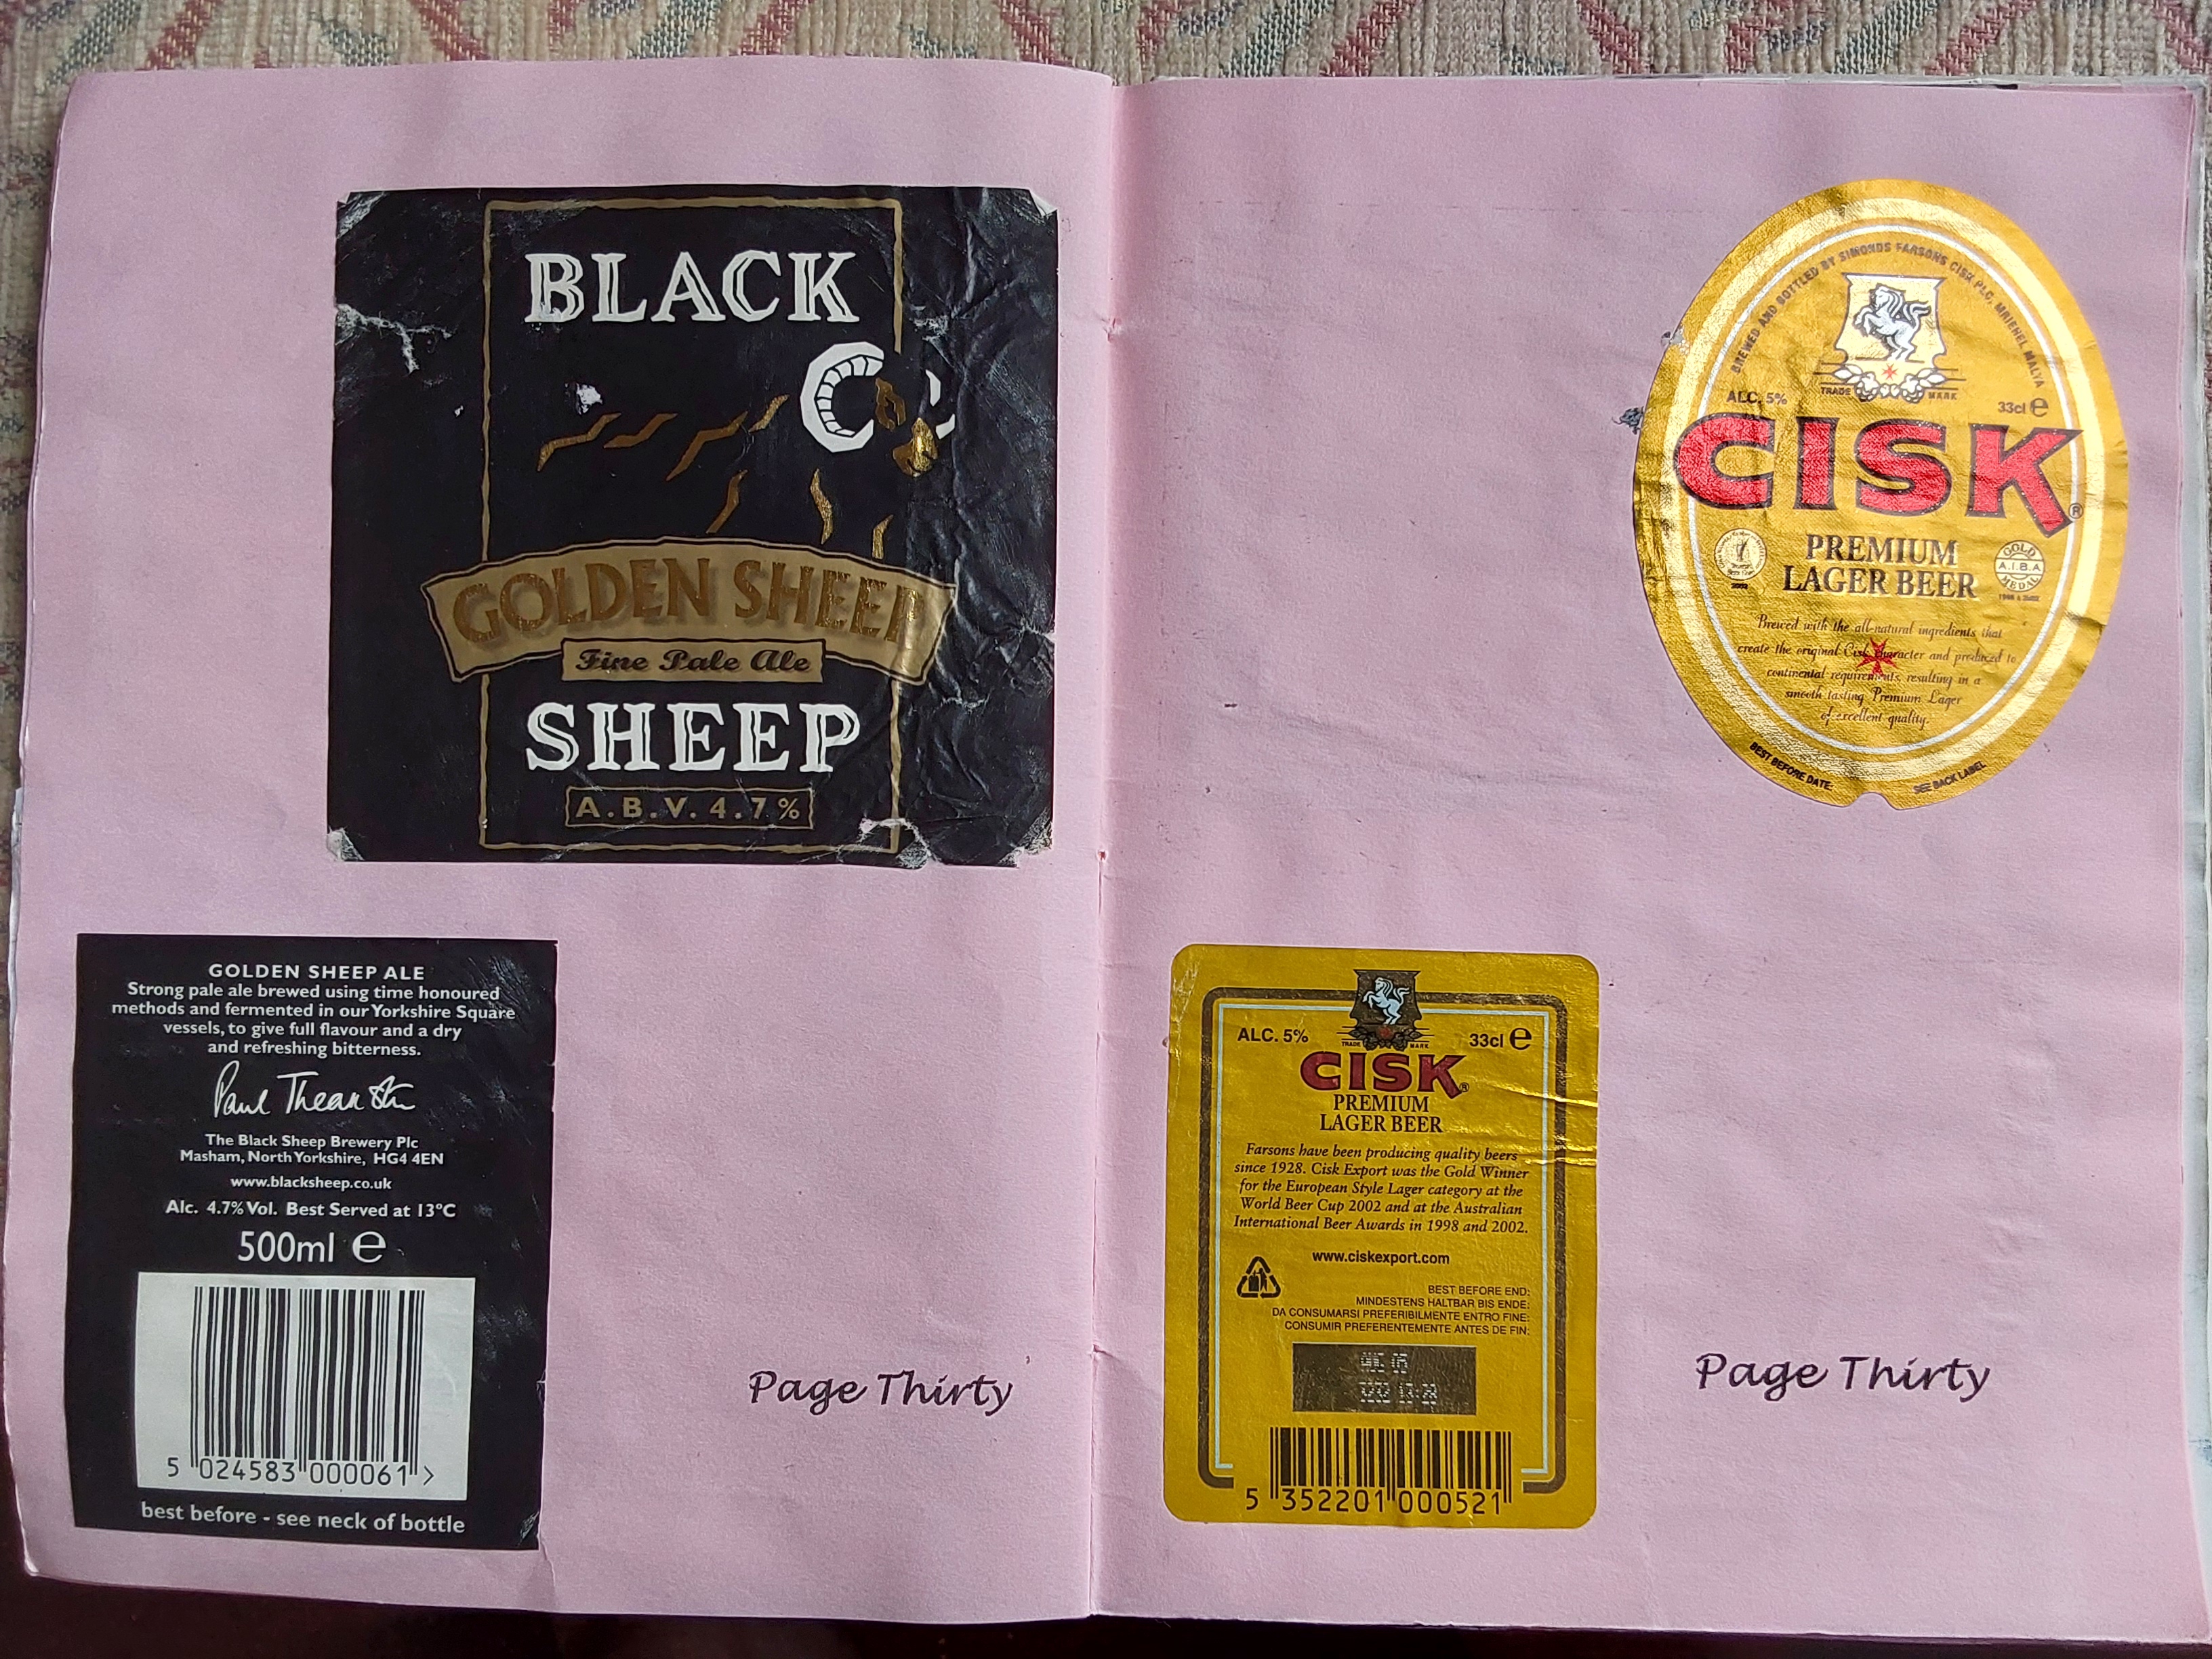 BLACK
GOLDEN SHEEP
Fine Pale Ale
SHEEP
A.B.V. 4.7%
GOLDEN SHEEP ALE
Strong pale ale brewed using time honoured
methods and fermented in our Yorkshire Square
vessels, to give full flavour and a dry
and refreshing bitterness.
Paul Theakston
The Black Sheep Brewery Plc
Masham, North Yorkshire, HG4 4EN
www.blacksheep.co.uk
Alc. 4.7% Vol. Best Served at 13°C
500ml e
5 024583 000061 >
best before - see neck of bottle
Page Thirty
BREWED AND BOTTLED BY SIMONDS FARSONS CISK PLC, MRIEHEL MALTA
TRADE MARK
ALC. 5% 33cl e
CISK®
PREMIUM
LAGER BEER
GOLD
A.I.B.A
MEDAL
Brewed with the all-natural ingredients that
create the original Cisk character and produced to
continental requirements, resulting in a
smooth tasting Premium Lager
of excellent quality.
BEST BEFORE DATE: SEE BACK LABEL
ALC. 5% 33cl e
TRADE MARK
CISK®
PREMIUM
LAGER BEER
Farsons have been producing quality beers
since 1928. Cisk Export was the Gold Winner
for the European Style Lager category at the
World Beer Cup 2002 and at the Australian
International Beer Awards in 1998 and 2002.
www.ciskexport.com
BEST BEFORE END:
MINDESTENS HALTBAR BIS ENDE:
DA CONSUMARSI PREFERIBILMENTE ENTRO FINE:
CONSUMIR PREFERENTEMENTE ANTES DE FIN:
5 352201 000521
Page Thirty